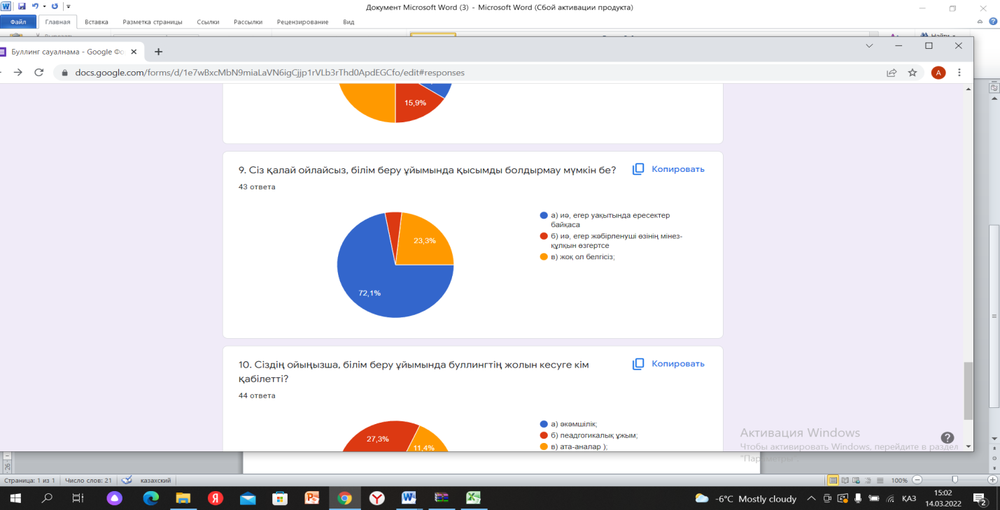 Документ Microsoft Word (3) - Microsoft Word (Сбой активации продукта)
Файл Главная Вставка Разметка страницы Ссылки Рассылки Рецензирование Вид
Буллинг сауалнама - Google Фо
docs.google.com/forms/d/1e7wBxcMbN9miaLaVN6igCjjp1rVLb3rThd0ApdEGCfo/edit#responses
A
15,9%
9. Сіз қалай ойлайсыз, білім беру ұйымында қысымды болдырмау мүмкін бе?
Копировать
43 ответа
а) иә, егер уақытында ересектер
байқаса
б) иә, егер жәбірленуші өзінің мінез-
құлқын өзгертсе
в) жоқ ол белгісіз;
23,3%
72,1%
10. Сіздің ойыңызша, білім беру ұйымында буллингтің жолын кесуге кім
қабілетті?
Копировать
44 ответа
а) әкәмшілік;
б) пеадгогикалық ұжым;
в) ата-аналар );
27,3%
11,4%
Активация Windows
Чтобы активировать Windows, перейдите в раздел
"Параметры".
26
Страница: 1 из 1 Число слов: 21 казахский 100%
-6°C Mostly cloudy ҚАЗ 15:02
14.03.2022
2